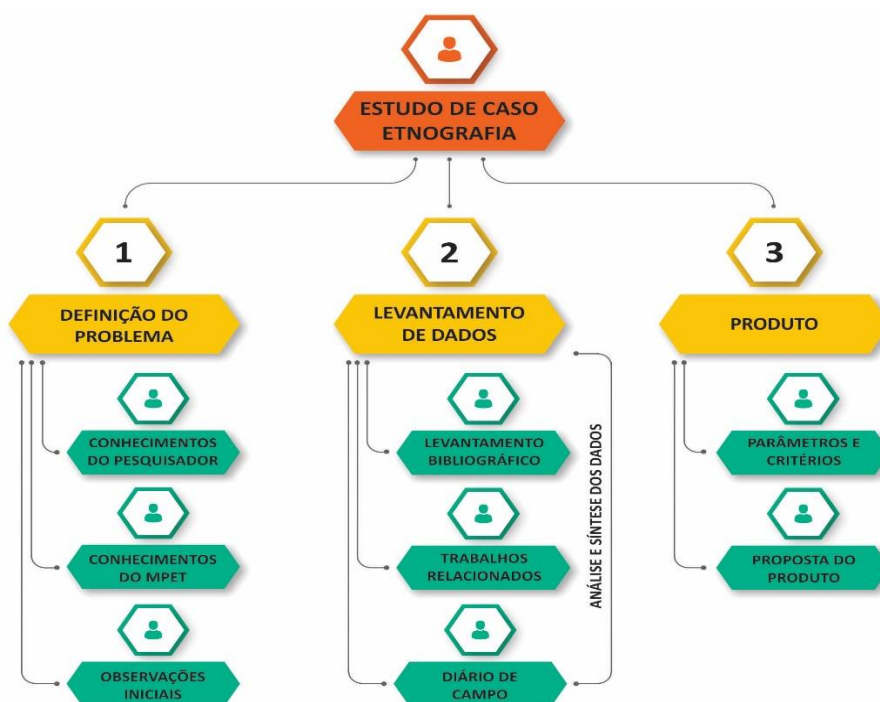 ESTUDO DE CASO
ETNOGRAFIA
1
DEFINIÇÃO DO
PROBLEMA
CONHECIMENTOS
DO PESQUISADOR
CONHECIMENTOS
DO MPET
OBSERVAÇÕES
INICIAIS
2
LEVANTAMENTO
DE DADOS
LEVANTAMENTO
BIBLIOGRÁFICO
TRABALHOS
RELACIONADOS
DIÁRIO DE
CAMPO
ANÁLISE E SÍNTESE DOS DADOS
3
PRODUTO
PARÂMETROS E
CRITÉRIOS
PROPOSTA DO
PRODUTO